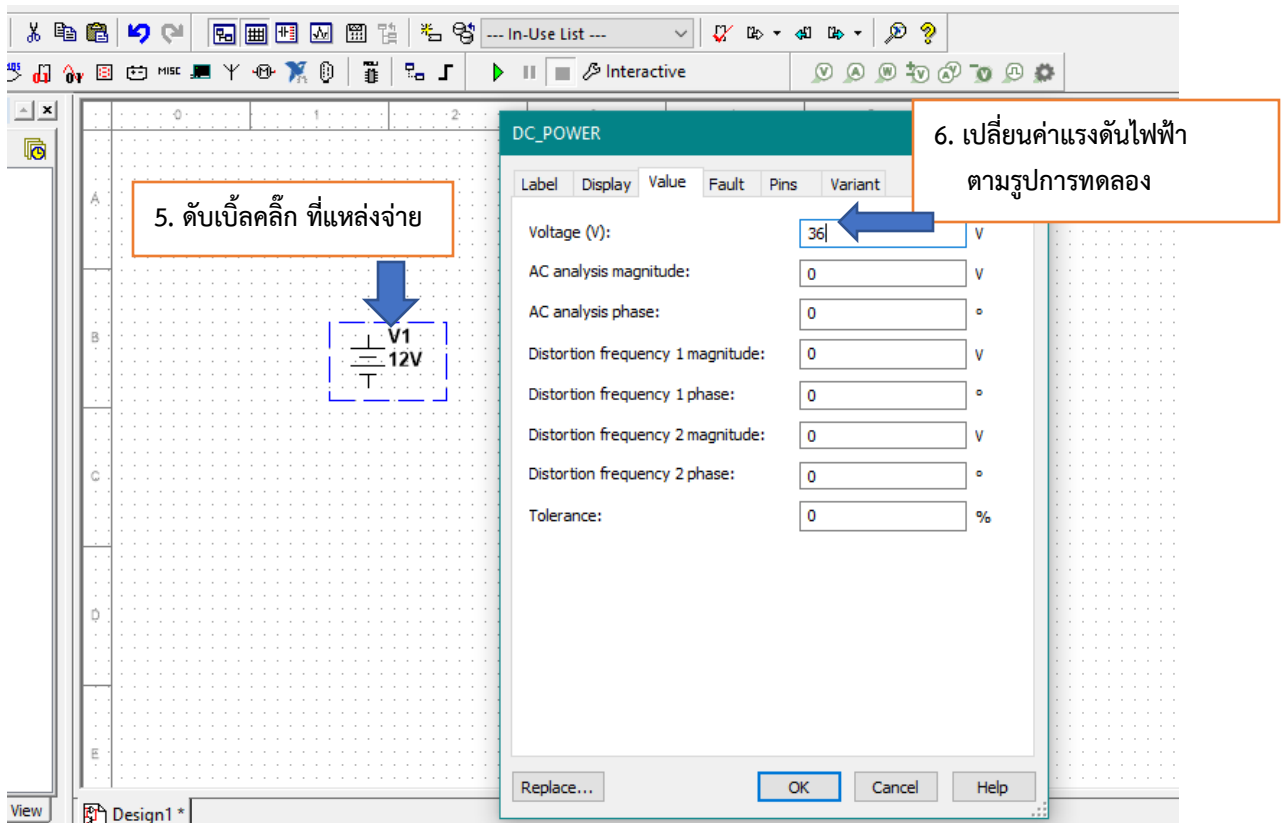 --- In-Use List ---
MISC
Interactive
0 1 2
DC_POWER
6. เปลี่ยนค่าแรงดันไฟฟ้า
ตามรูปการทดลอง
Label Display Value Fault Pins Variant
A
5. ดับเบิ้ลคลิ๊ก ที่แหล่งจ่าย
Voltage (V): 36 V
AC analysis magnitude: 0 V
AC analysis phase: 0 °
B
V1
12V
Distortion frequency 1 magnitude: 0 V
Distortion frequency 1 phase: 0 °
Distortion frequency 2 magnitude: 0 V
C
Distortion frequency 2 phase: 0 °
Tolerance: 0 %
D
E
Replace... OK Cancel Help
View
Design1 *